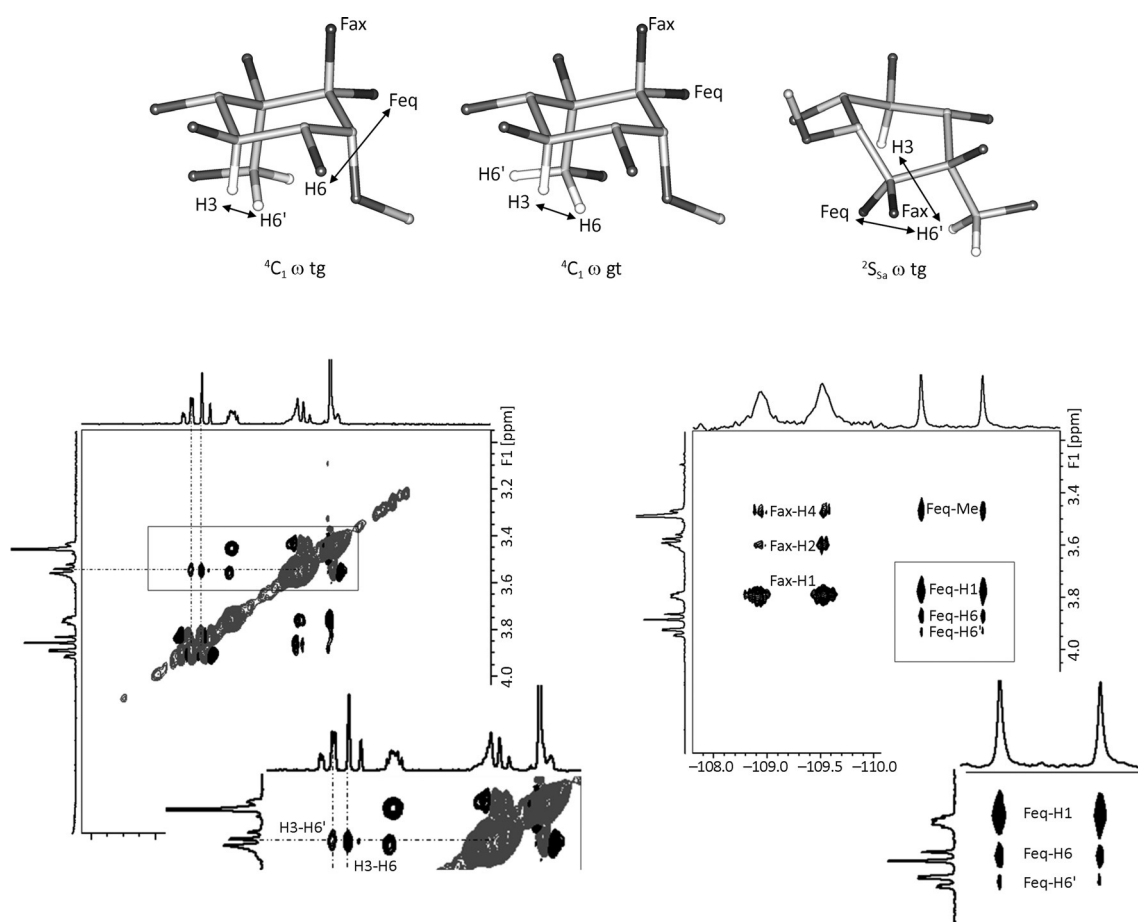 Fax
Feq
H6
H3
H6'
⁴C₁ ω tg
Fax
Feq
H6'
H3
H6
⁴C₁ ω gt
H3
Feq
Fax
H6'
²S_Sa ω tg
F1 [ppm]
3.2
3.4
3.6
3.8
4.0
H3-H6'
H3-H6
F1 [ppm]
3.4
3.6
3.8
4.0
Fax-H4
Feq-Me
Fax-H2
Fax-H1
Feq-H1
Feq-H6
Feq-H6'
−108.0 −109.0 −109.5 −110.0
Feq-H1
Feq-H6
Feq-H6'